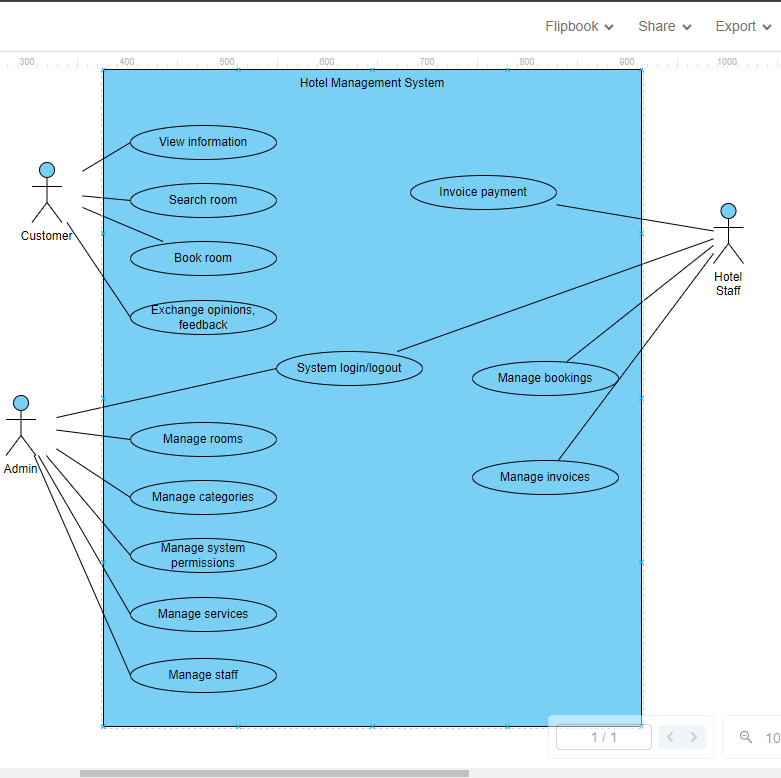 Flipbook
Share
Export
300
400
500
600
700
800
900
1000
Hotel Management System
View information
Search room
Book room
Exchange opinions,
feedback
Customer
Invoice payment
Hotel
Staff
System login/logout
Manage bookings
Manage invoices
Admin
Manage rooms
Manage categories
Manage system
permissions
Manage services
Manage staff
1 / 1
10